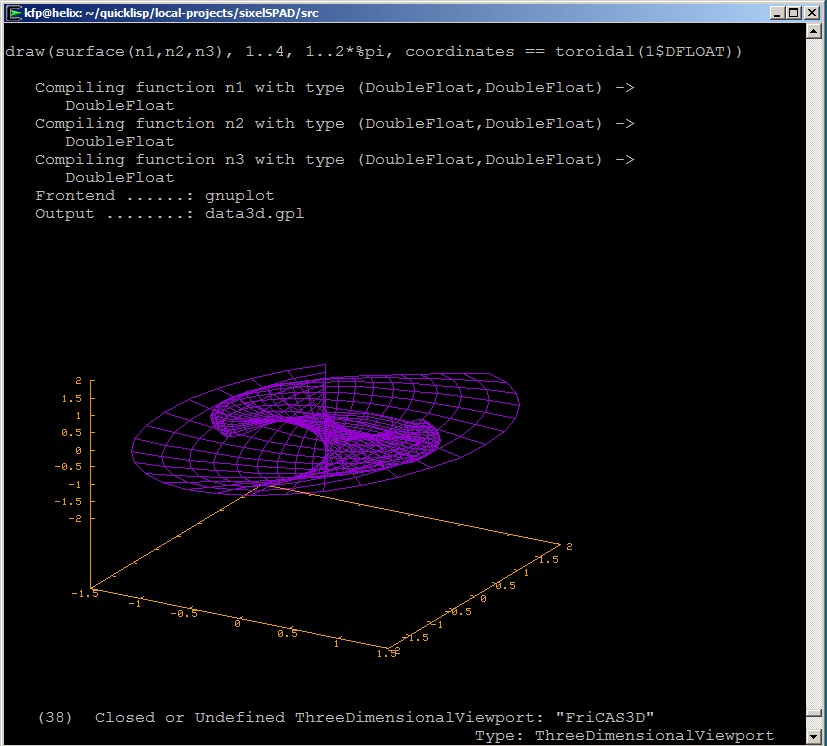 kfp@helix: ~/quicklisp/local-projects/sixelSPAD/src
draw(surface(n1,n2,n3), 1..4, 1..2*%pi, coordinates == toroidal(1$DFLOAT))
Compiling function n1 with type (DoubleFloat,DoubleFloat) ->
DoubleFloat
Compiling function n2 with type (DoubleFloat,DoubleFloat) ->
DoubleFloat
Compiling function n3 with type (DoubleFloat,DoubleFloat) ->
DoubleFloat
Frontend ......: gnuplot
Output ........: data3d.gpl
2
1.5
1
0.5
0
-0.5
-1
-1.5
-2
-1.5
-1
-0.5
0
0.5
1
1.5
-2
-1.5
-1
-0.5
0
0.5
1
1.5
2
(38) Closed or Undefined ThreeDimensionalViewport: "FriCAS3D"
Type: ThreeDimensionalViewport